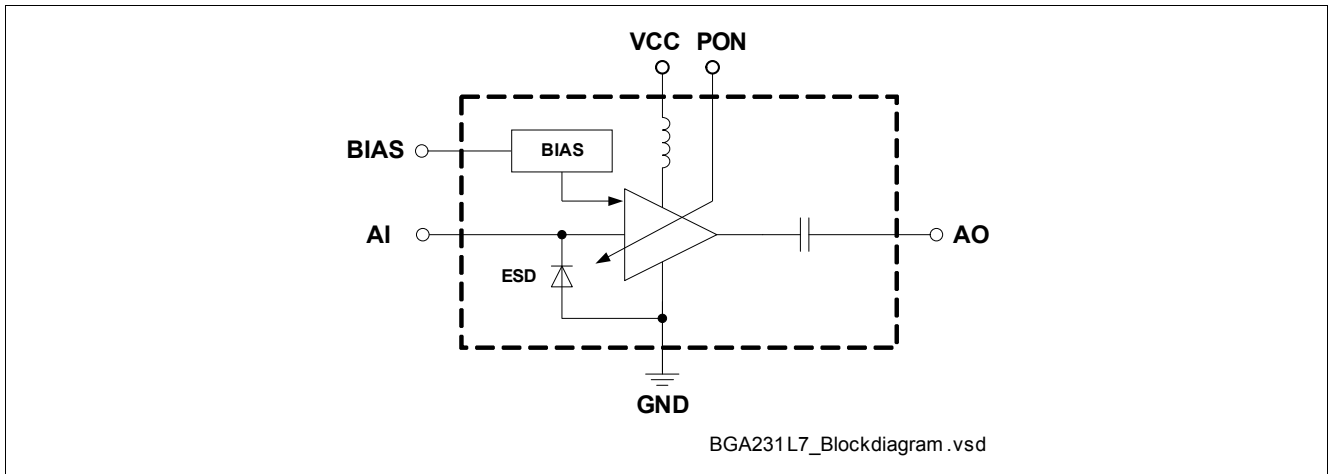 VCC PON
BIAS
BIAS
AI
ESD
AO
GND
BGA231L7_Blockdiagram.vsd